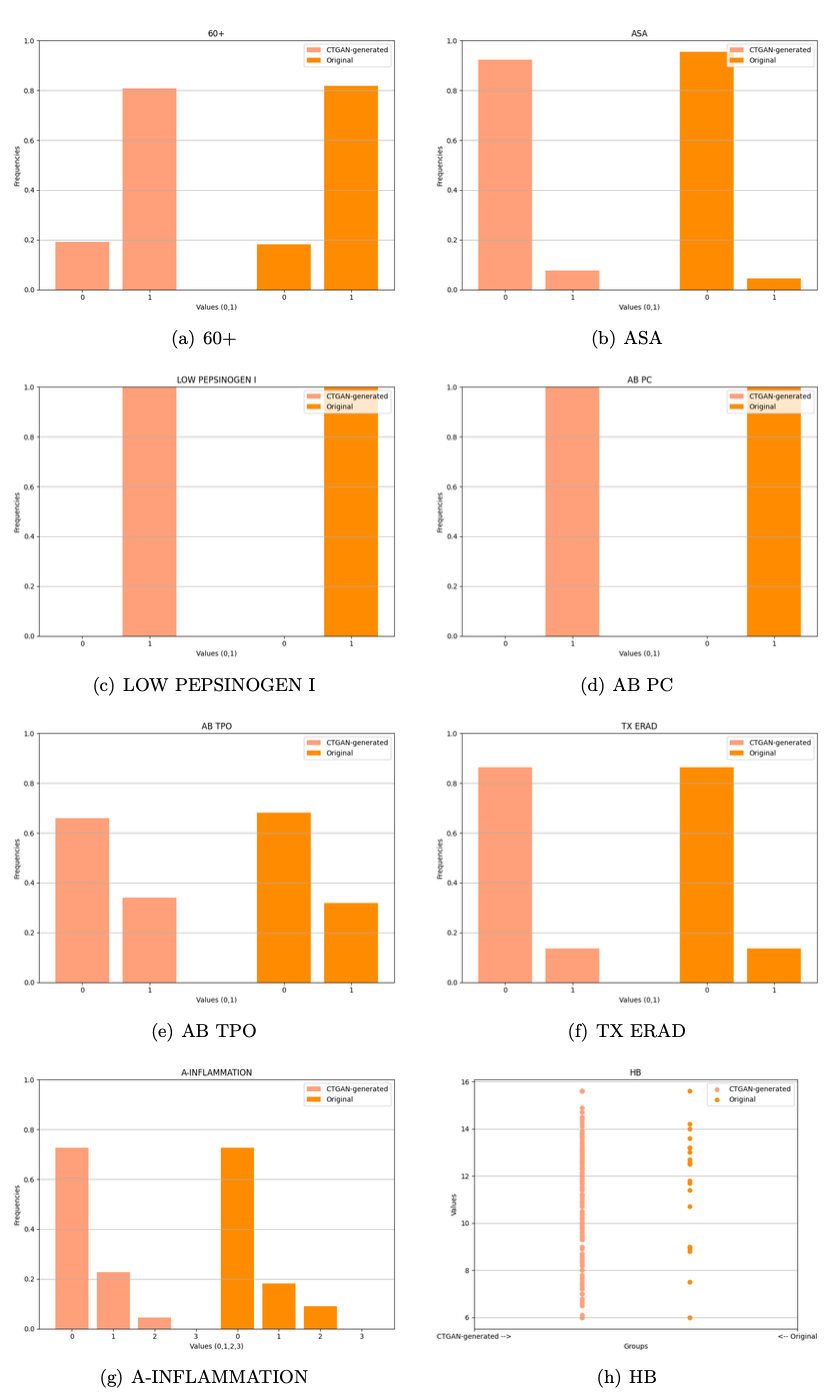 60+
CTGAN-generated
Original
1.0
0.8
0.6
0.4
0.2
0.0
Frequencies
0 1 0 1
Values (0,1)
(a) 60+
ASA
CTGAN-generated
Original
1.0
0.8
0.6
0.4
0.2
0.0
Frequencies
0 1 0 1
Values (0,1)
(b) ASA
LOW PEPSINOGEN I
CTGAN-generated
Original
1.0
0.8
0.6
0.4
0.2
0.0
Frequencies
0 1 0 1
Values (0,1)
(c) LOW PEPSINOGEN I
AB PC
CTGAN-generated
Original
1.0
0.8
0.6
0.4
0.2
0.0
Frequencies
0 1 0 1
Values (0,1)
(d) AB PC
AB TPO
CTGAN-generated
Original
1.0
0.8
0.6
0.4
0.2
0.0
Frequencies
0 1 0 1
Values (0,1)
(e) AB TPO
TX ERAD
CTGAN-generated
Original
1.0
0.8
0.6
0.4
0.2
0.0
Frequencies
0 1 0 1
Values (0,1)
(f) TX ERAD
A-INFLAMMATION
CTGAN-generated
Original
1.0
0.8
0.6
0.4
0.2
0.0
Frequencies
0 1 2 3 0 1 2 3
Values (0,1,2,3)
(g) A-INFLAMMATION
HB
CTGAN-generated
Original
16
14
12
10
8
6
Values
CTGAN-generated --> <-- Original
Groups
(h) HB